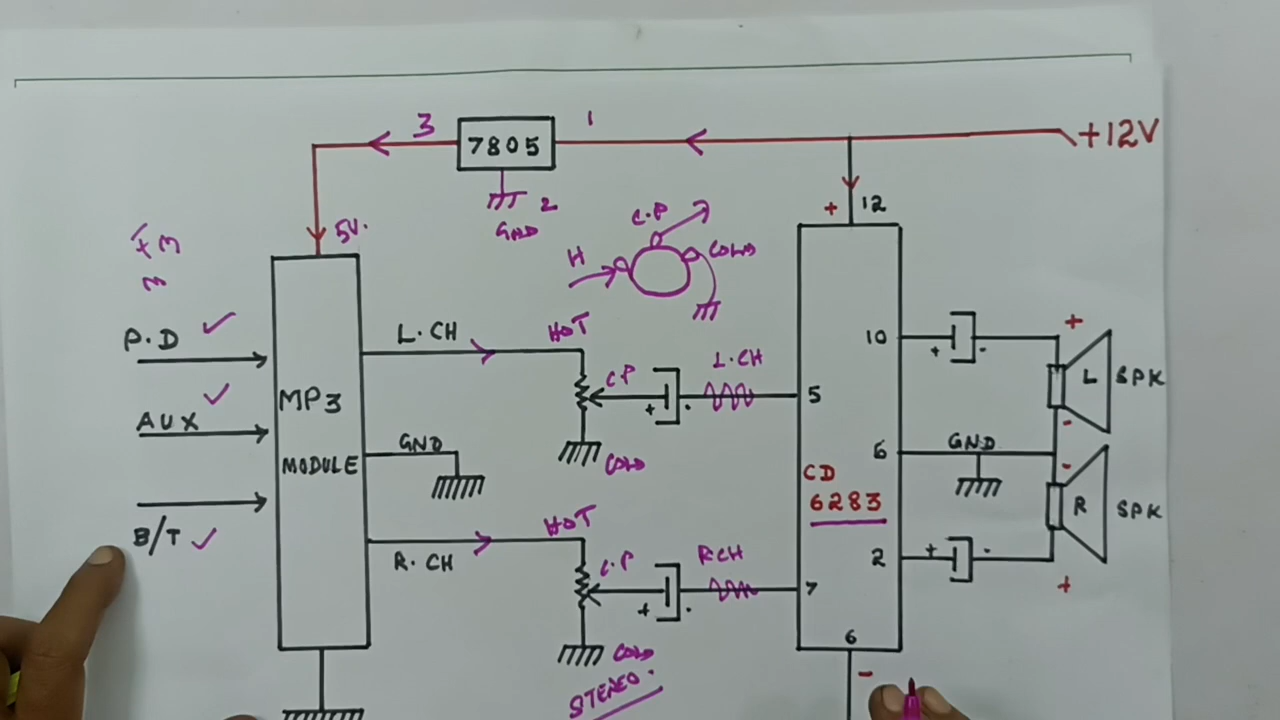 3
7805
1
+12V
2
GND
5V.
+
12
C.P
H
COLD
FM
P.D
AUX
B/T
MP3
MODULE
L.CH
HOT
C.P
+
-
L.CH
5
COLD
GND
R.CH
HOT
C.P
+
-
R.CH
7
COLD
STEREO.
CD
6283
10
+
-
+
L
SPK
-
6
GND
-
R
SPK
2
+
-
+
6
-